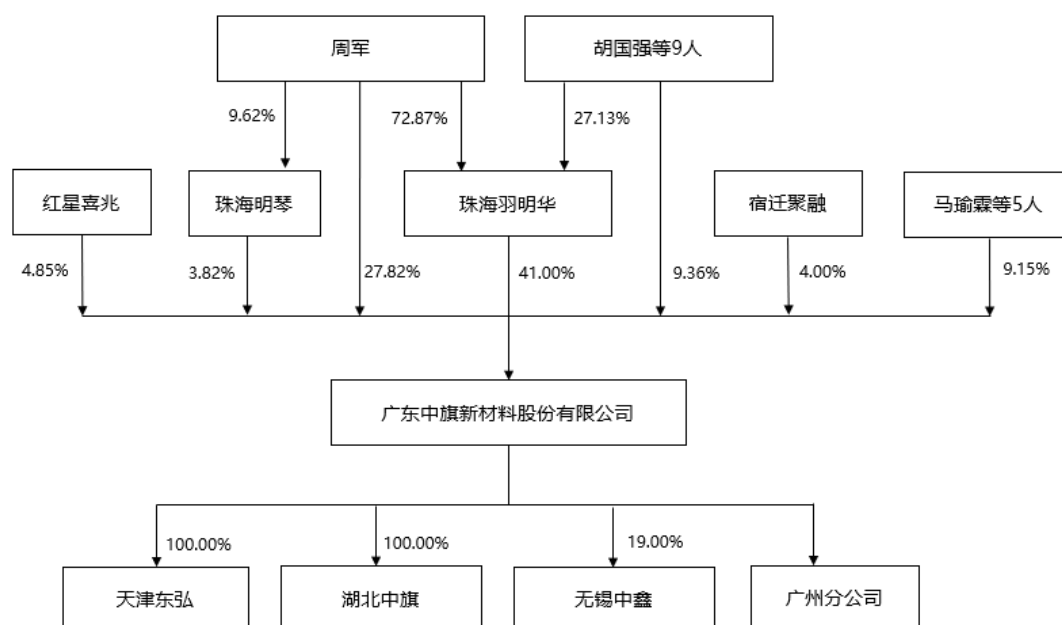 周军
胡国强等9人
9.62%
72.87%
27.13%
红星喜兆
珠海明琴
珠海羽明华
宿迁聚融
马瑜霖等5人
4.85%
3.82%
27.82%
41.00%
9.36%
4.00%
9.15%
广东中旗新材料股份有限公司
100.00%
100.00%
19.00%
天津东弘
湖北中旗
无锡中鑫
广州分公司